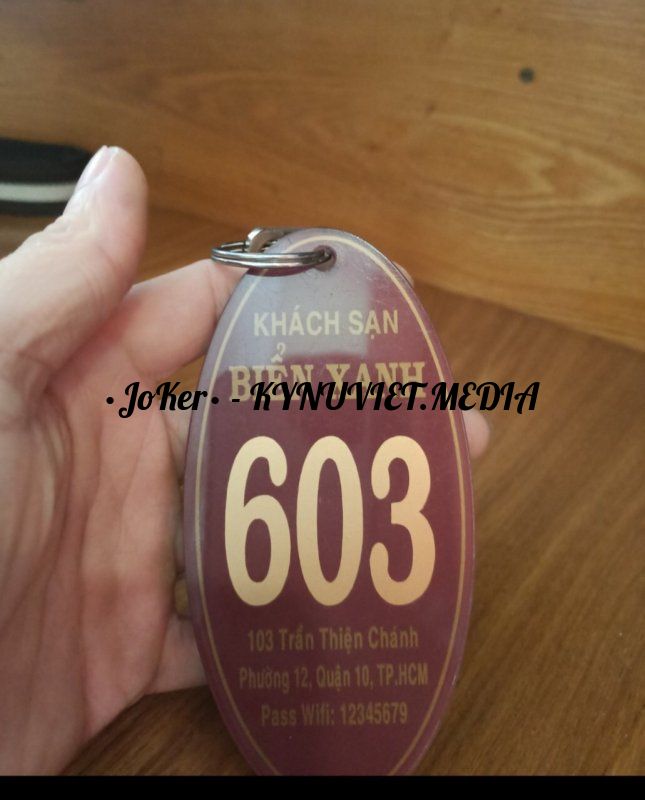 KHÁCH SẠN
BIỂN XANH
•JoKer• - KYNUVIET.MEDIA
603
103 Trần Thiện Chánh
Phường 12, Quận 10, TP.HCM
Pass Wifi: 12345679